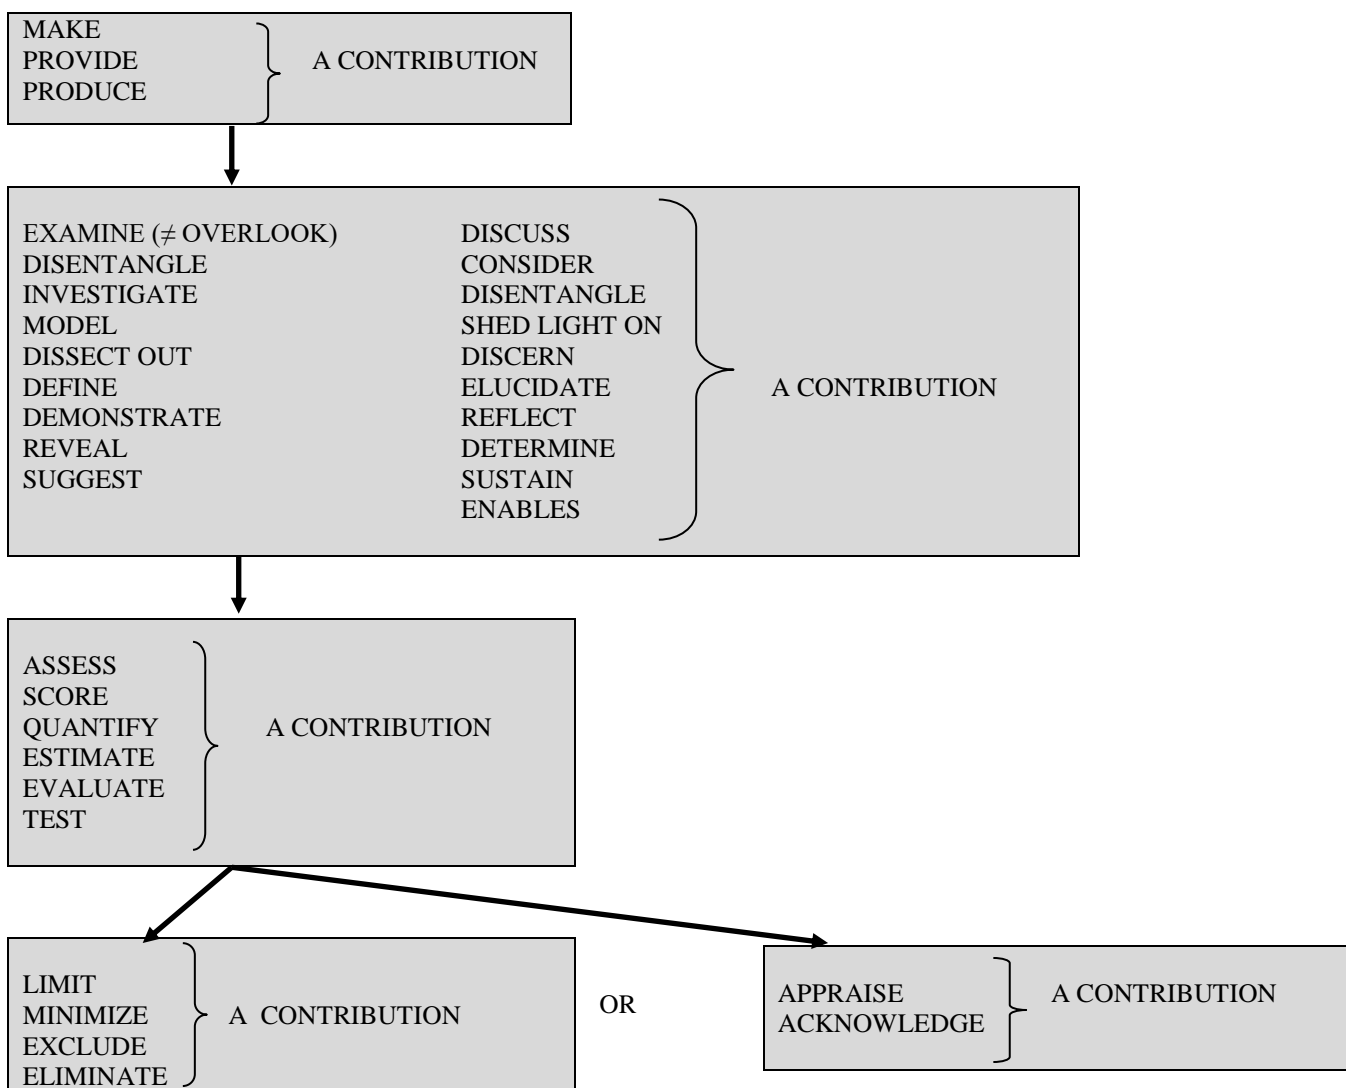 MAKE
PROVIDE A CONTRIBUTION
PRODUCE
EXAMINE (≠ OVERLOOK) DISCUSS
DISENTANGLE CONSIDER
INVESTIGATE DISENTANGLE
MODEL SHED LIGHT ON
DISSECT OUT DISCERN
DEFINE ELUCIDATE A CONTRIBUTION
DEMONSTRATE REFLECT
REVEAL DETERMINE
SUGGEST SUSTAIN
ENABLES
ASSESS
SCORE
QUANTIFY A CONTRIBUTION
ESTIMATE
EVALUATE
TEST
LIMIT
MINIMIZE A CONTRIBUTION
EXCLUDE
ELIMINATE
OR
APPRAISE A CONTRIBUTION
ACKNOWLEDGE